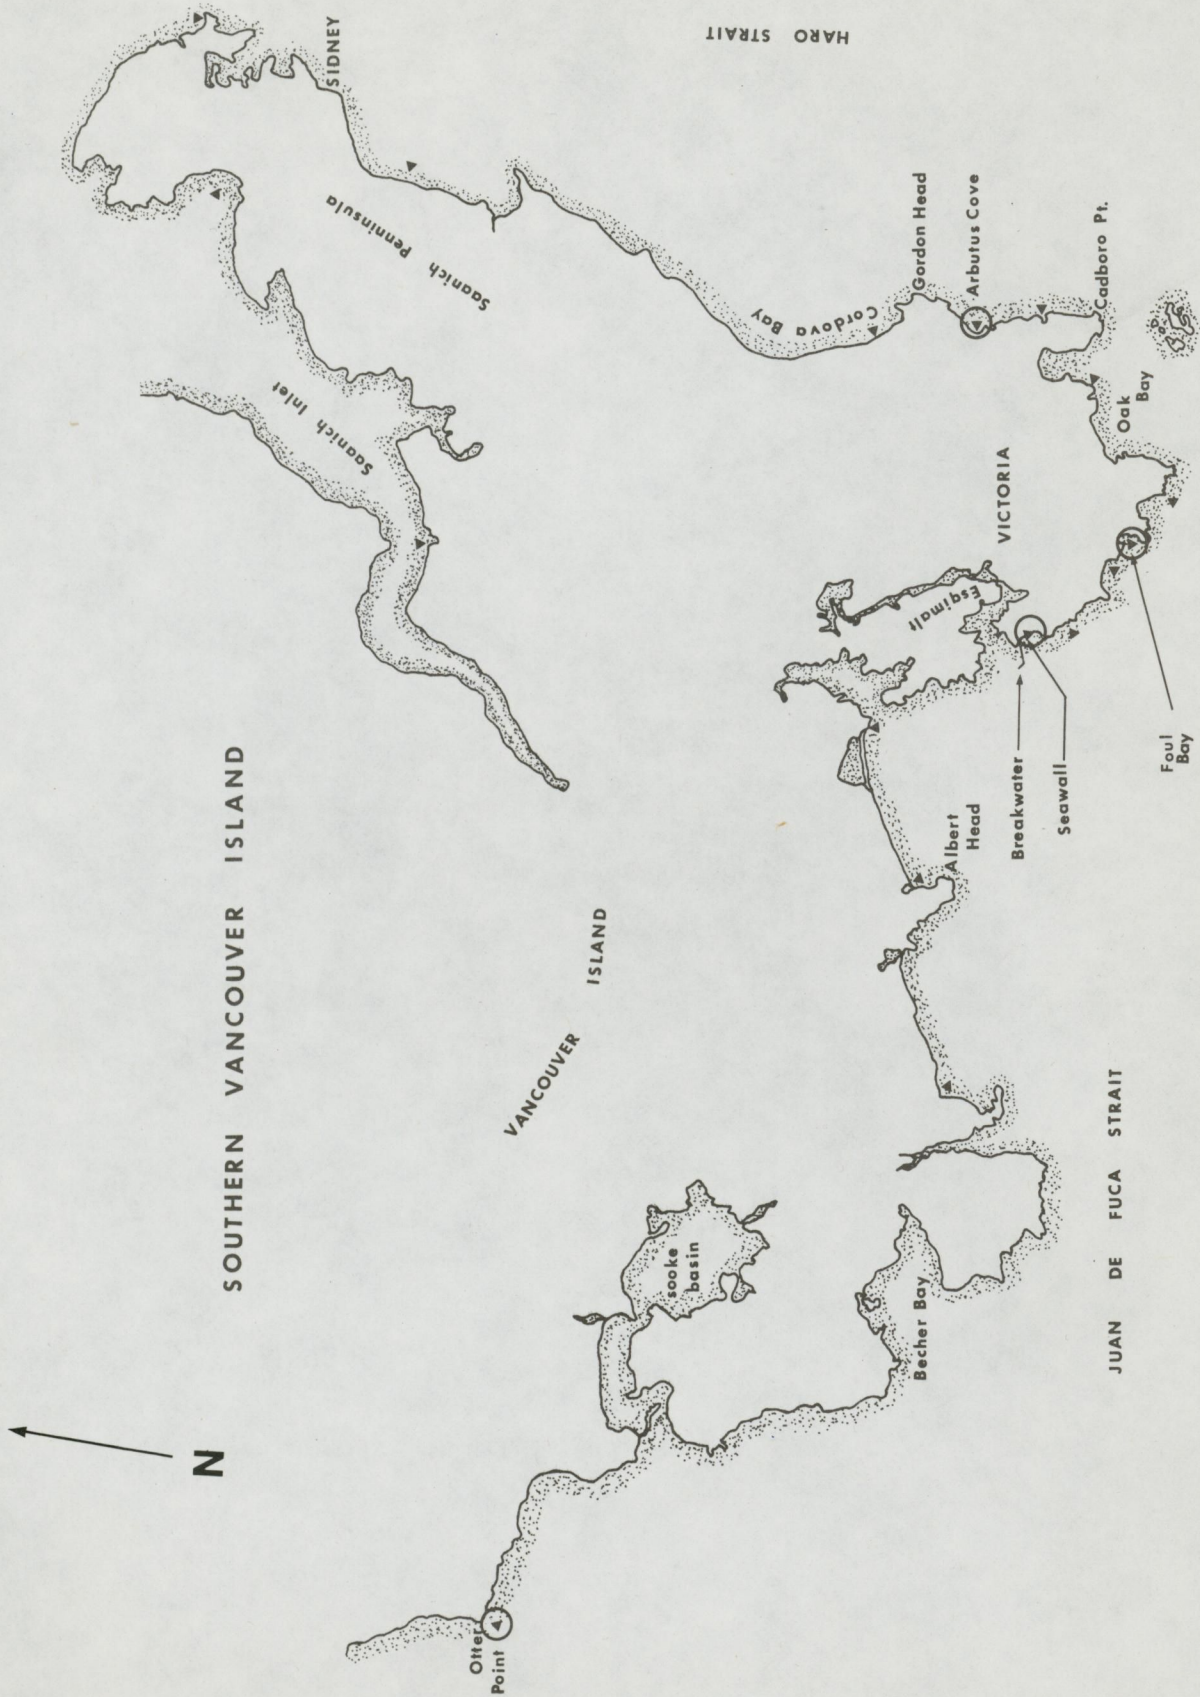 SOUTHERN VANCOUVER ISLAND
N
SIDNEY
HARO STRAIT
Saanich Penninsula
Saanich Inlet
Cordova Bay
Gordon Head
Arbutus Cove
Cadboro Pt.
Oak
Bay
VICTORIA
Esqimalt
VANCOUVER
ISLAND
Albert
Head
Breakwater
Seawall
Foul
Bay
sooke
basin
Becher Bay
JUAN DE FUCA STRAIT
Otter
Point